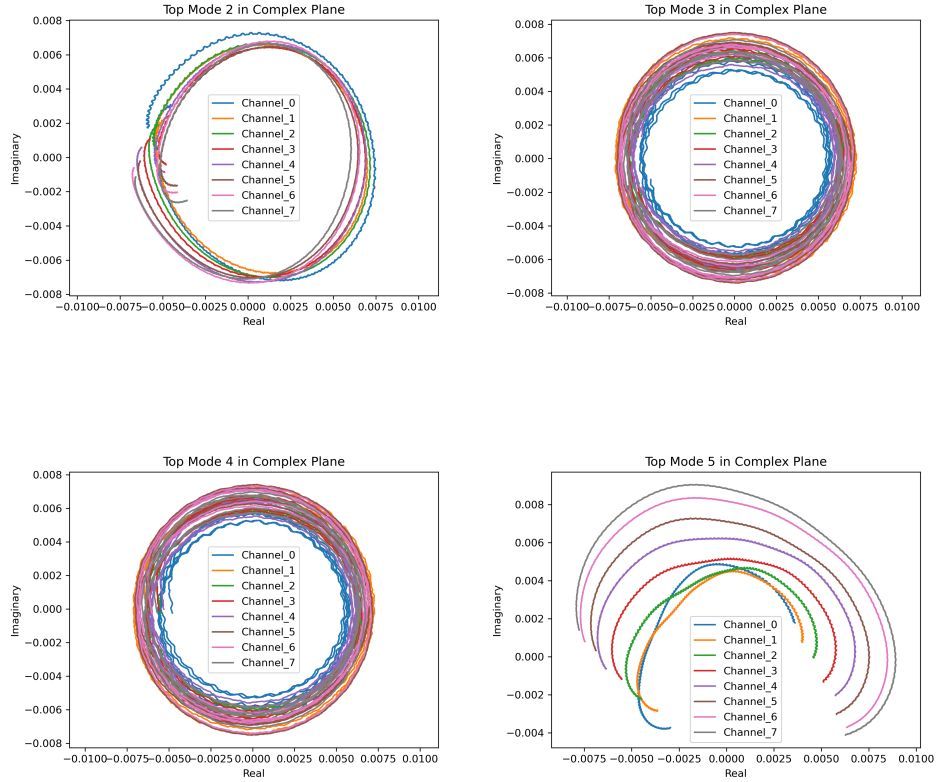 Top Mode 2 in Complex Plane
0.008
0.006
0.004
0.002
0.000
−0.002
−0.004
−0.006
−0.008
Imaginary
Channel_0
Channel_1
Channel_2
Channel_3
Channel_4
Channel_5
Channel_6
Channel_7
−0.0100−0.0075−0.0050−0.0025 0.0000 0.0025 0.0050 0.0075 0.0100
Real
Top Mode 3 in Complex Plane
0.008
0.006
0.004
0.002
0.000
−0.002
−0.004
−0.006
−0.008
Imaginary
Channel_0
Channel_1
Channel_2
Channel_3
Channel_4
Channel_5
Channel_6
Channel_7
−0.0100−0.0075−0.0050−0.0025 0.0000 0.0025 0.0050 0.0075 0.0100
Real
Top Mode 4 in Complex Plane
0.008
0.006
0.004
0.002
0.000
−0.002
−0.004
−0.006
−0.008
Imaginary
Channel_0
Channel_1
Channel_2
Channel_3
Channel_4
Channel_5
Channel_6
Channel_7
−0.0100−0.0075−0.0050−0.0025 0.0000 0.0025 0.0050 0.0075 0.0100
Real
Top Mode 5 in Complex Plane
0.008
0.006
0.004
0.002
0.000
−0.002
−0.004
Imaginary
Channel_0
Channel_1
Channel_2
Channel_3
Channel_4
Channel_5
Channel_6
Channel_7
−0.0075 −0.0050 −0.0025 0.0000 0.0025 0.0050 0.0075 0.0100
Real